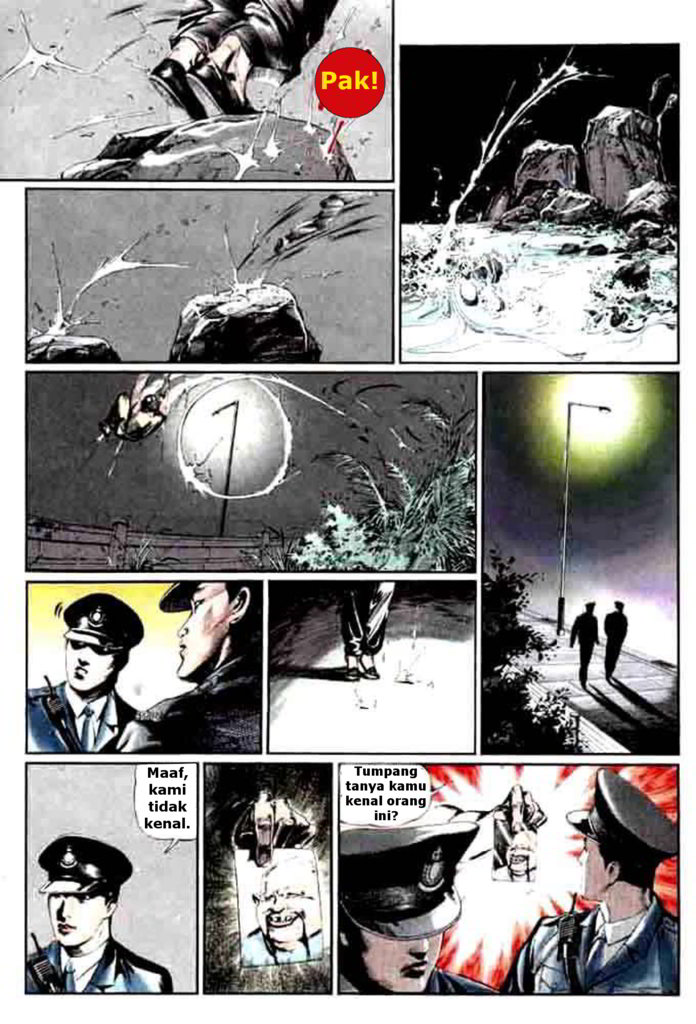 Pak!
Tumpang
tanya kamu
kenal orang
ini?
Maaf,
kami
tidak
kenal.